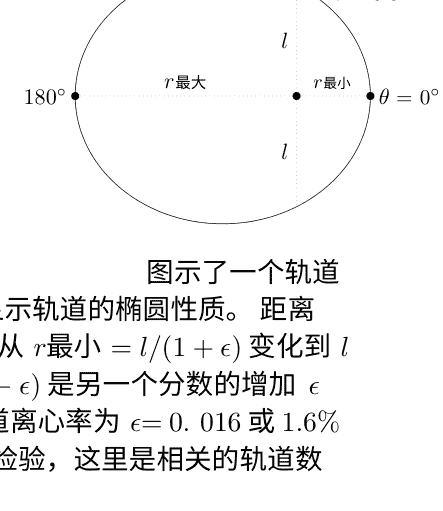 l
r最大 r最小
180° θ = 0°
l
图示了一个轨道
示轨道的椭圆性质。 距离
从 r最小 = l/(1 + ϵ) 变化到 l
− ϵ) 是另一个分数的增加 ϵ
道离心率为 ϵ= 0. 016 或 1.6%
检验，这里是相关的轨道数